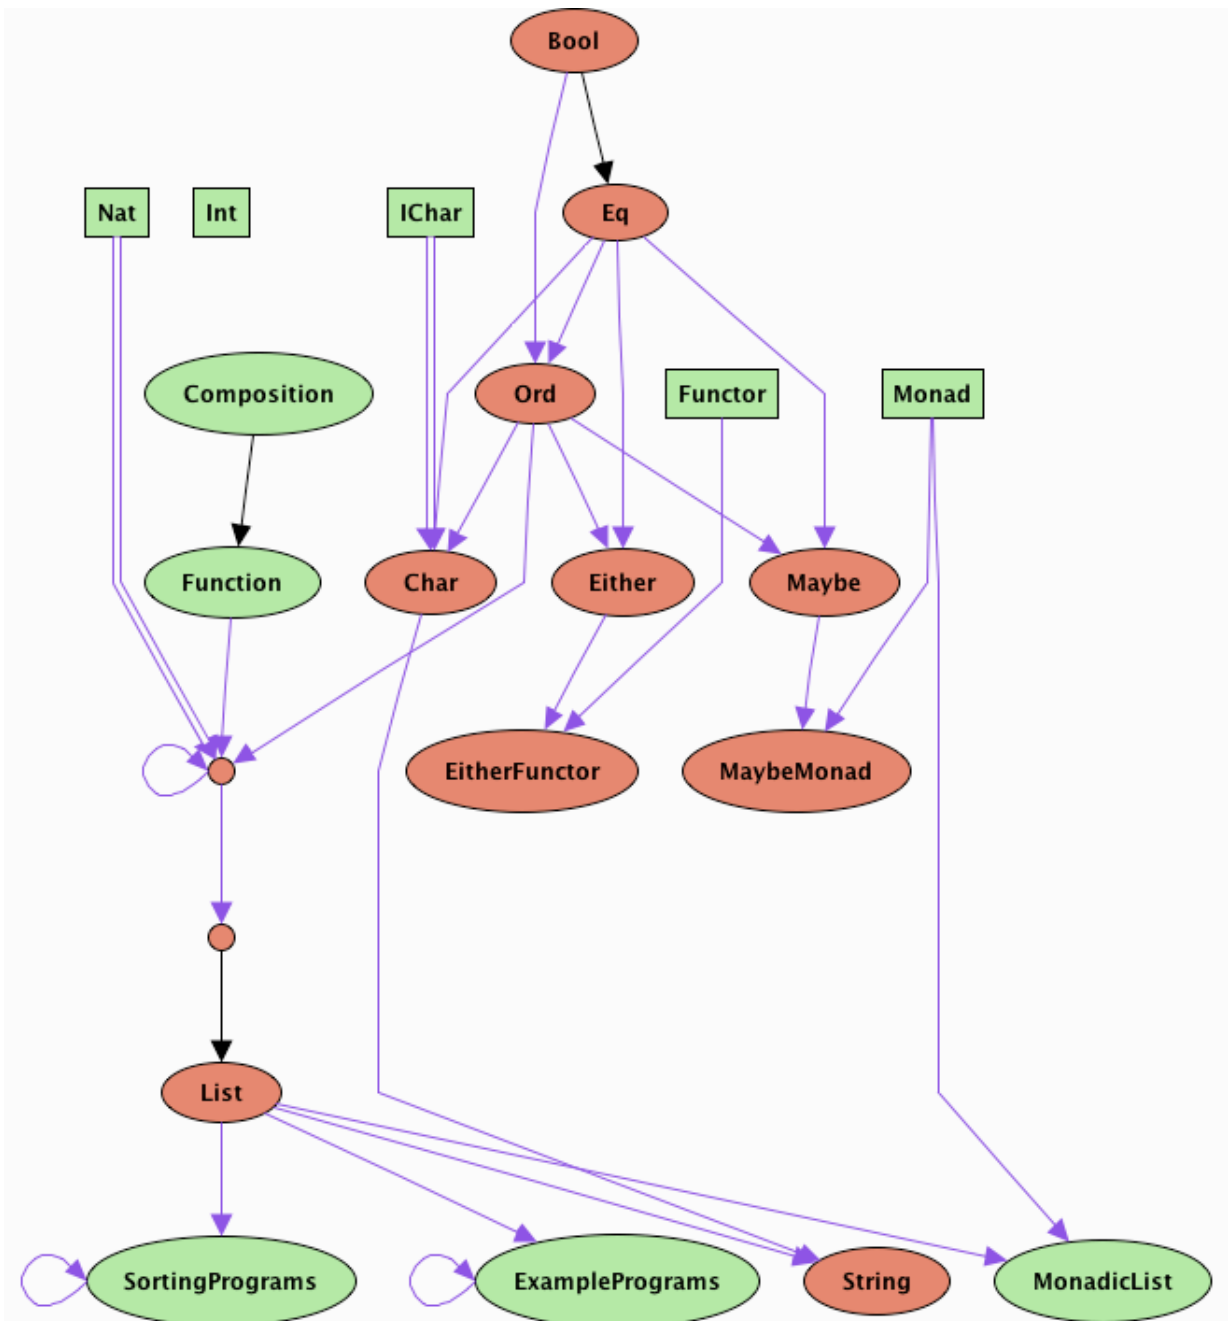 Bool
Nat
Int
IChar
Eq
Composition
Ord
Functor
Monad
Function
Char
Either
Maybe
EitherFunctor
MaybeMonad
List
SortingPrograms
ExamplePrograms
String
MonadicList